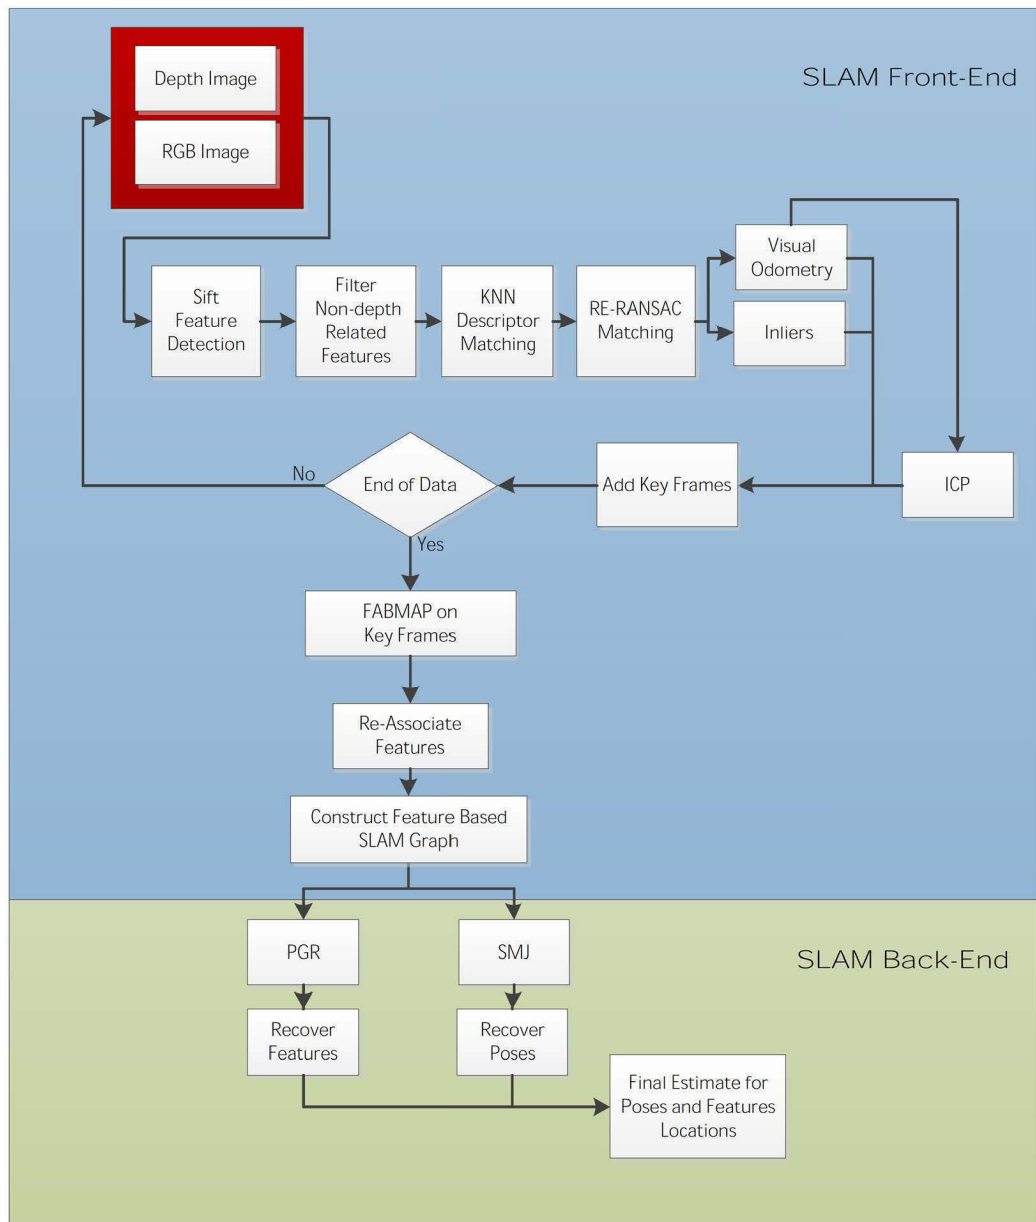 SLAM Front-End
Depth Image
RGB Image
Sift
Feature
Detection
Filter
Non-depth
Related
Features
KNN
Descriptor
Matching
RE-RANSAC
Matching
Visual
Odometry
Inliers
ICP
Add Key Frames
End of Data
No
Yes
FABMAP on
Key Frames
Re-Associate
Features
Construct Feature Based
SLAM Graph
SLAM Back-End
PGR
SMJ
Recover
Features
Recover
Poses
Final Estimate for
Poses and Features
Locations